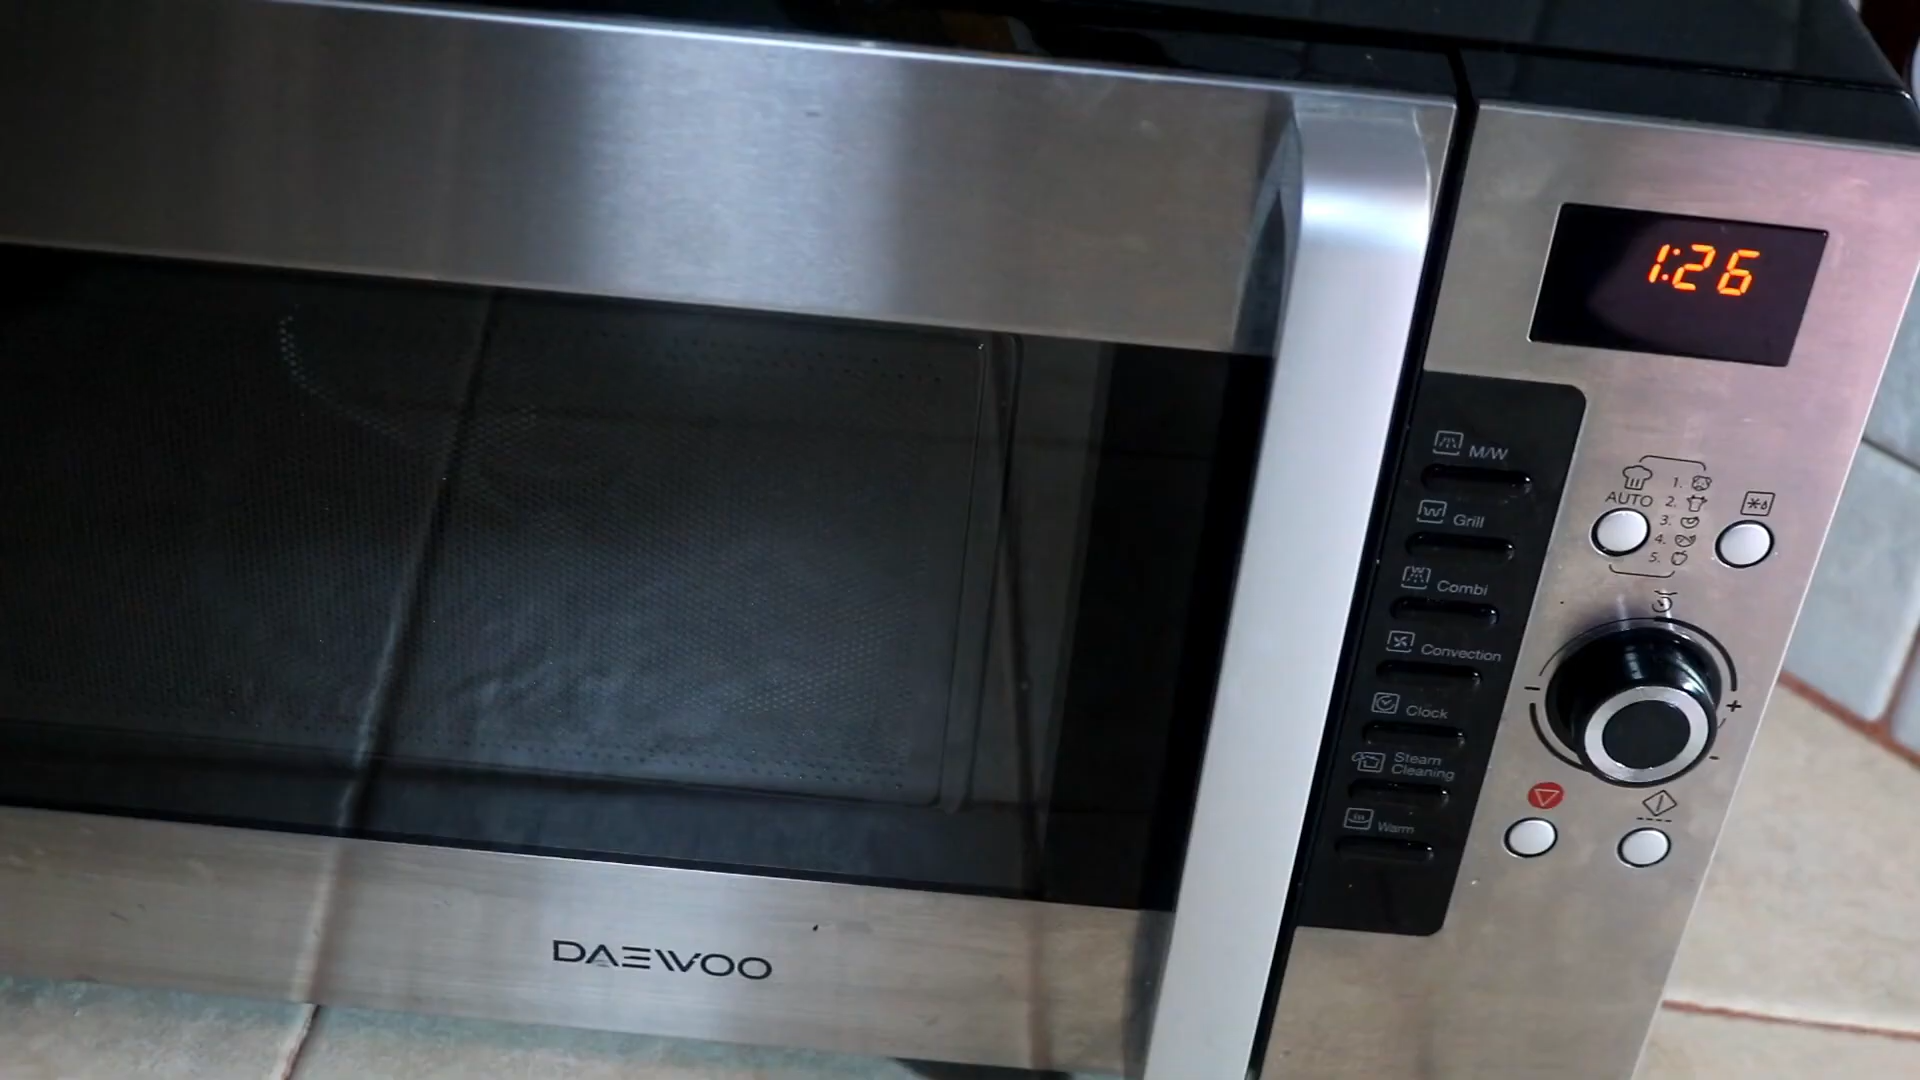 1:26
M/W
Grill
Combi
Convection
Clock
Steam
Cleaning
Warm
AUTO
1.
2.
3.
4.
5.
- +
DAEWOO